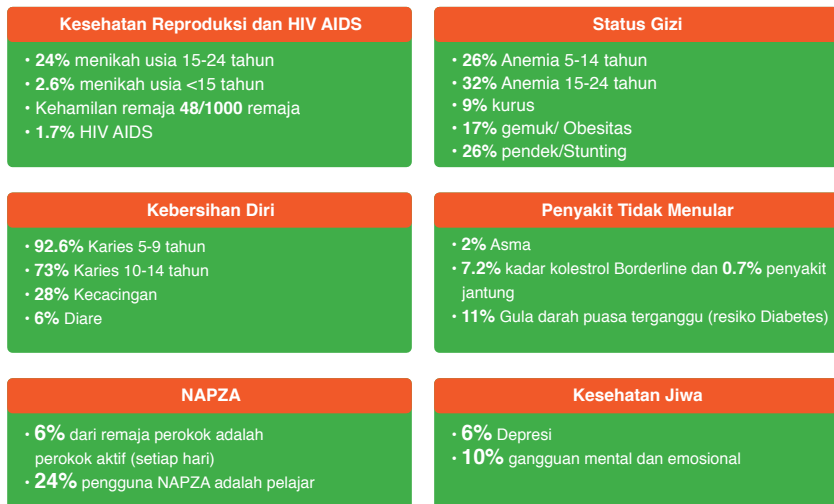 Kesehatan Reproduksi dan HIV AIDS
• 24% menikah usia 15-24 tahun
• 2.6% menikah usia <15 tahun
• Kehamilan remaja 48/1000 remaja
• 1.7% HIV AIDS
Status Gizi
• 26% Anemia 5-14 tahun
• 32% Anemia 15-24 tahun
• 9% kurus
• 17% gemuk/ Obesitas
• 26% pendek/Stunting
Kebersihan Diri
• 92.6% Karies 5-9 tahun
• 73% Karies 10-14 tahun
• 28% Kecacingan
• 6% Diare
Penyakit Tidak Menular
• 2% Asma
• 7.2% kadar kolestrol Borderline dan 0.7% penyakit
jantung
• 11% Gula darah puasa terganggu (resiko Diabetes)
NAPZA
• 6% dari remaja perokok adalah
perokok aktif (setiap hari)
• 24% pengguna NAPZA adalah pelajar
Kesehatan Jiwa
• 6% Depresi
• 10% gangguan mental dan emosional